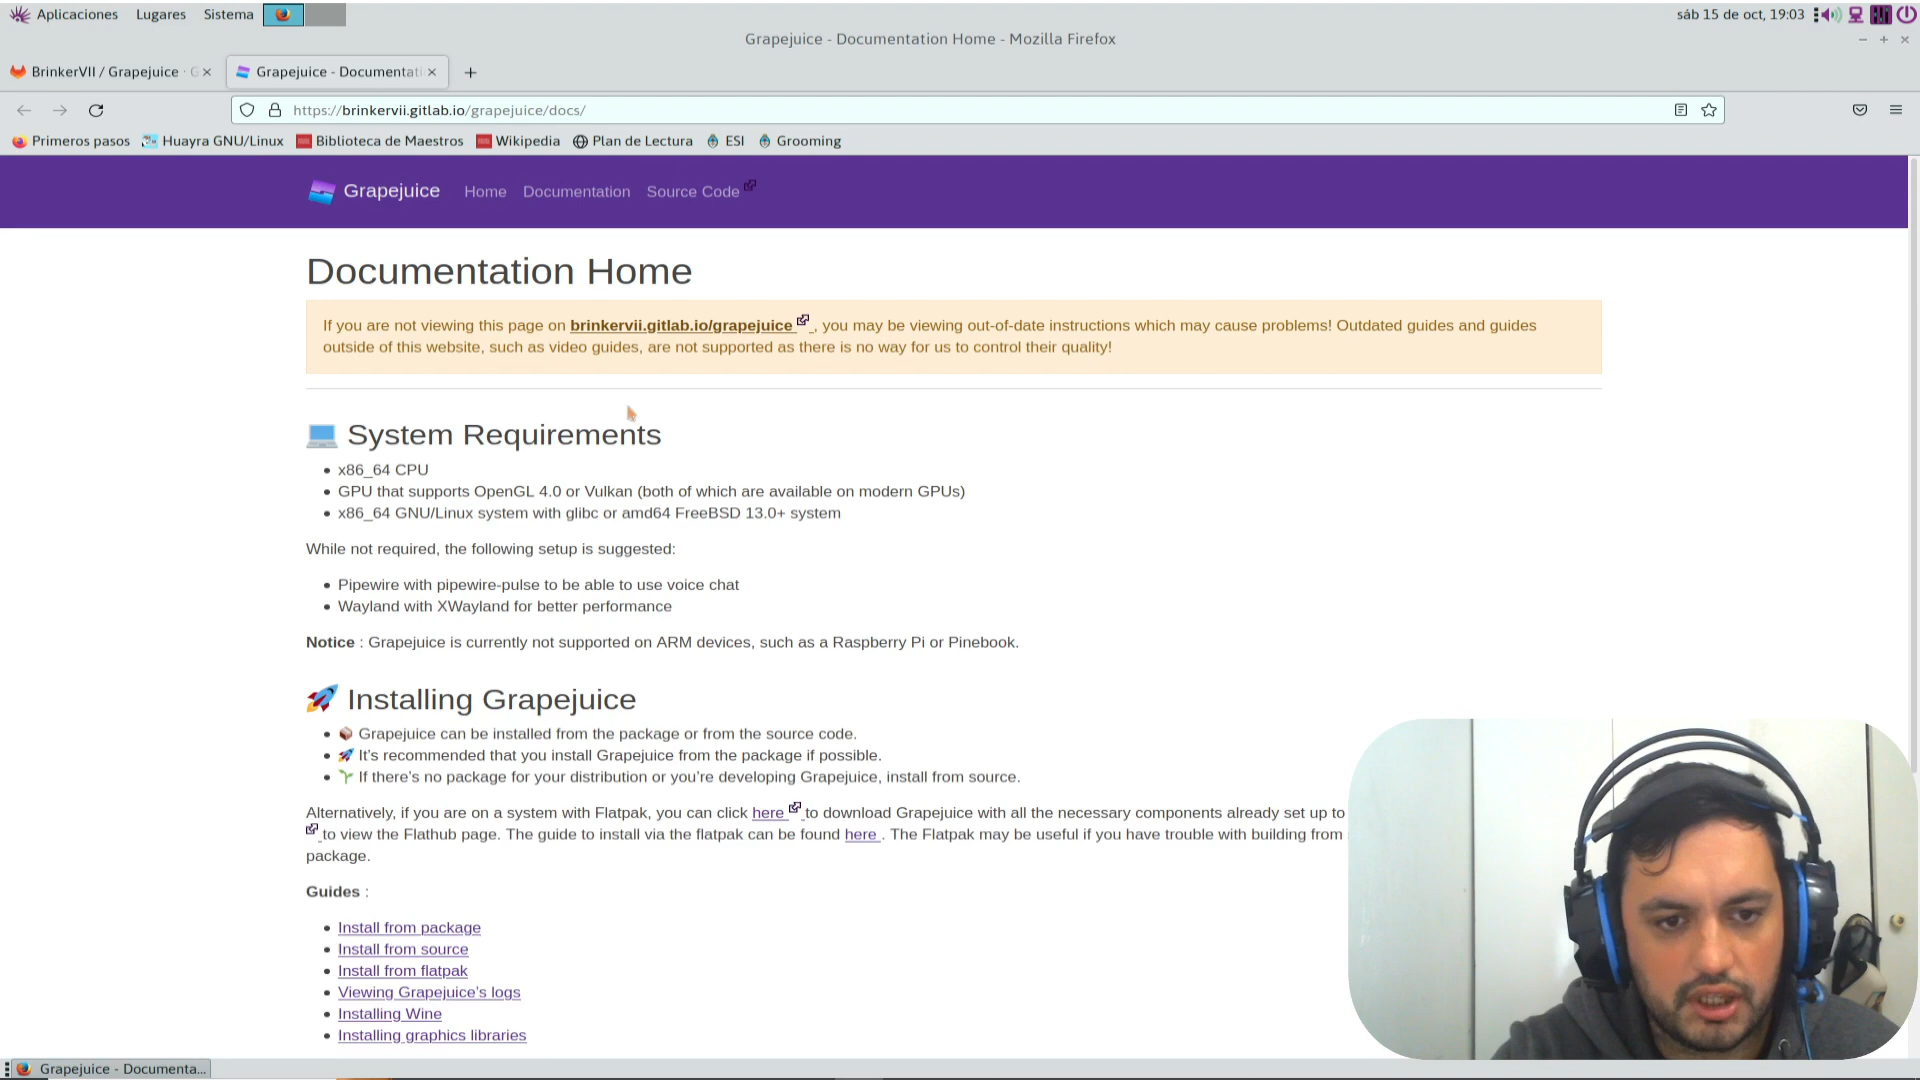 Aplicaciones Lugares Sistema sáb 15 de oct, 19:03
Grapejuice - Documentation Home - Mozilla Firefox
BrinkerVII / Grapejuice · G Grapejuice - Documentati
https://brinkervii.gitlab.io/grapejuice/docs/
Primeros pasos Huayra GNU/Linux Biblioteca de Maestros Wikipedia Plan de Lectura ESI Grooming
Grapejuice Home Documentation Source Code
Documentation Home
If you are not viewing this page on brinkervii.gitlab.io/grapejuice , you may be viewing out-of-date instructions which may cause problems! Outdated guides and guides
outside of this website, such as video guides, are not supported as there is no way for us to control their quality!
System Requirements
x86_64 CPU
GPU that supports OpenGL 4.0 or Vulkan (both of which are available on modern GPUs)
x86_64 GNU/Linux system with glibc or amd64 FreeBSD 13.0+ system
While not required, the following setup is suggested:
Pipewire with pipewire-pulse to be able to use voice chat
Wayland with XWayland for better performance
Notice : Grapejuice is currently not supported on ARM devices, such as a Raspberry Pi or Pinebook.
Installing Grapejuice
Grapejuice can be installed from the package or from the source code.
It's recommended that you install Grapejuice from the package if possible.
If there's no package for your distribution or you're developing Grapejuice, install from source.
Alternatively, if you are on a system with Flatpak, you can click here to download Grapejuice with all the necessary components already set up to
to view the Flathub page. The guide to install via the flatpak can be found here . The Flatpak may be useful if you have trouble with building from
package.
Guides :
Install from package
Install from source
Install from flatpak
Viewing Grapejuice's logs
Installing Wine
Installing graphics libraries
Grapejuice - Documenta...